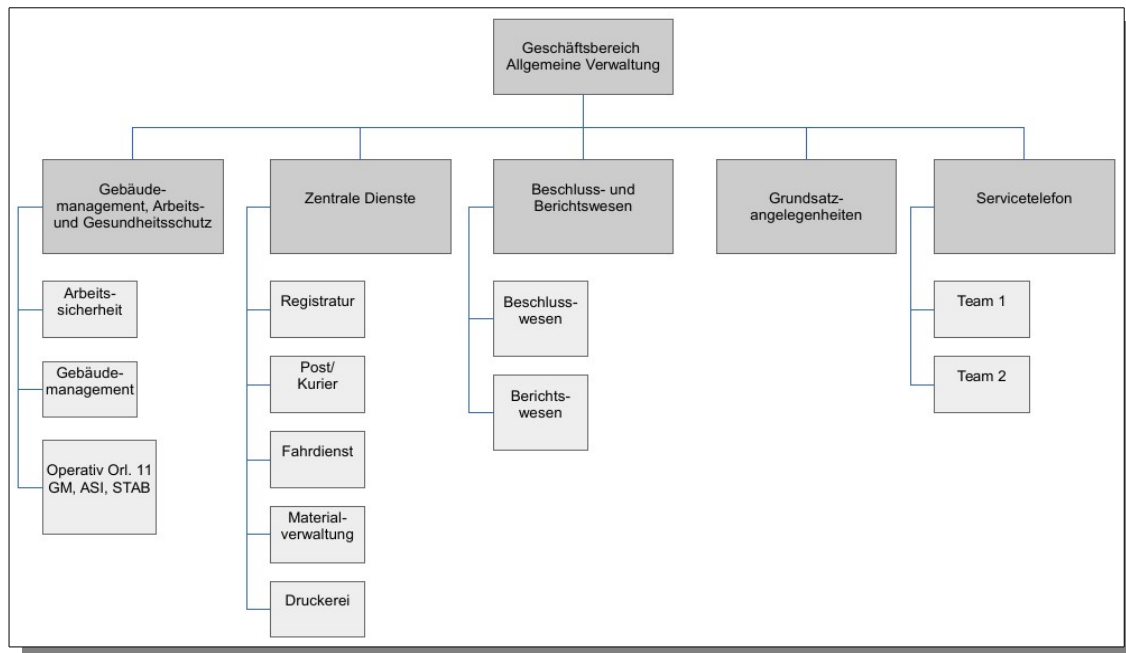 Geschäftsbereich
Allgemeine Verwaltung
Gebäude-
management, Arbeits-
und Gesundheitsschutz
Zentrale Dienste
Beschluss- und
Berichtswesen
Grundsatz-
angelegenheiten
Servicetelefon
Arbeits-
sicherheit
Gebäude-
management
Operativ Orl. 11
GM, ASI, STAB
Registratur
Post/
Kurier
Fahrdienst
Material-
verwaltung
Druckerei
Beschluss-
wesen
Berichts-
wesen
Team 1
Team 2